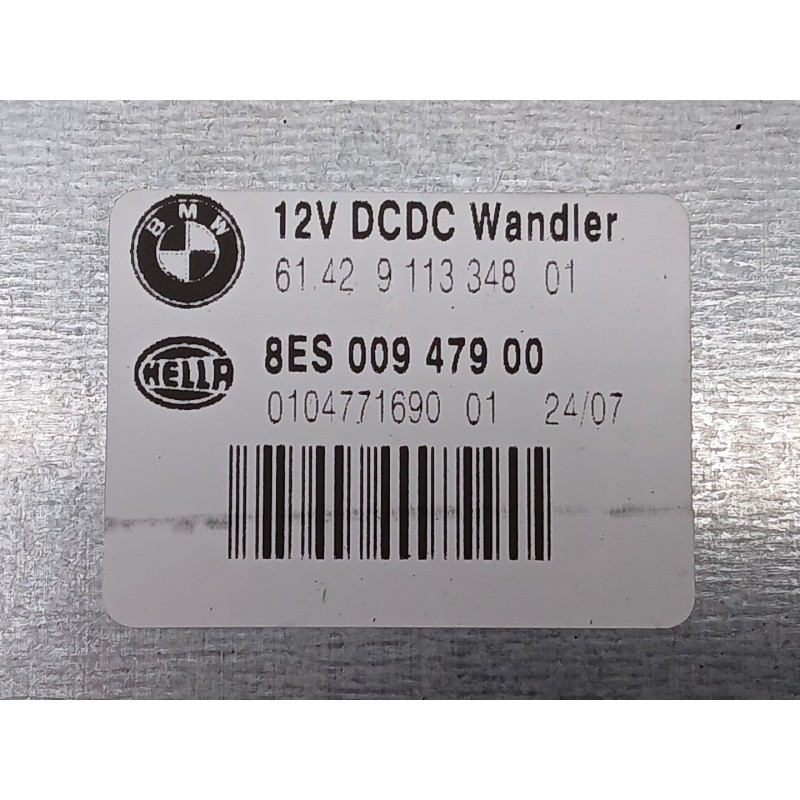 BMW
12V DCDC Wandler
61.42 9 113 348 01
HELLA
8ES 009 479 00
0104771690 01 24/07